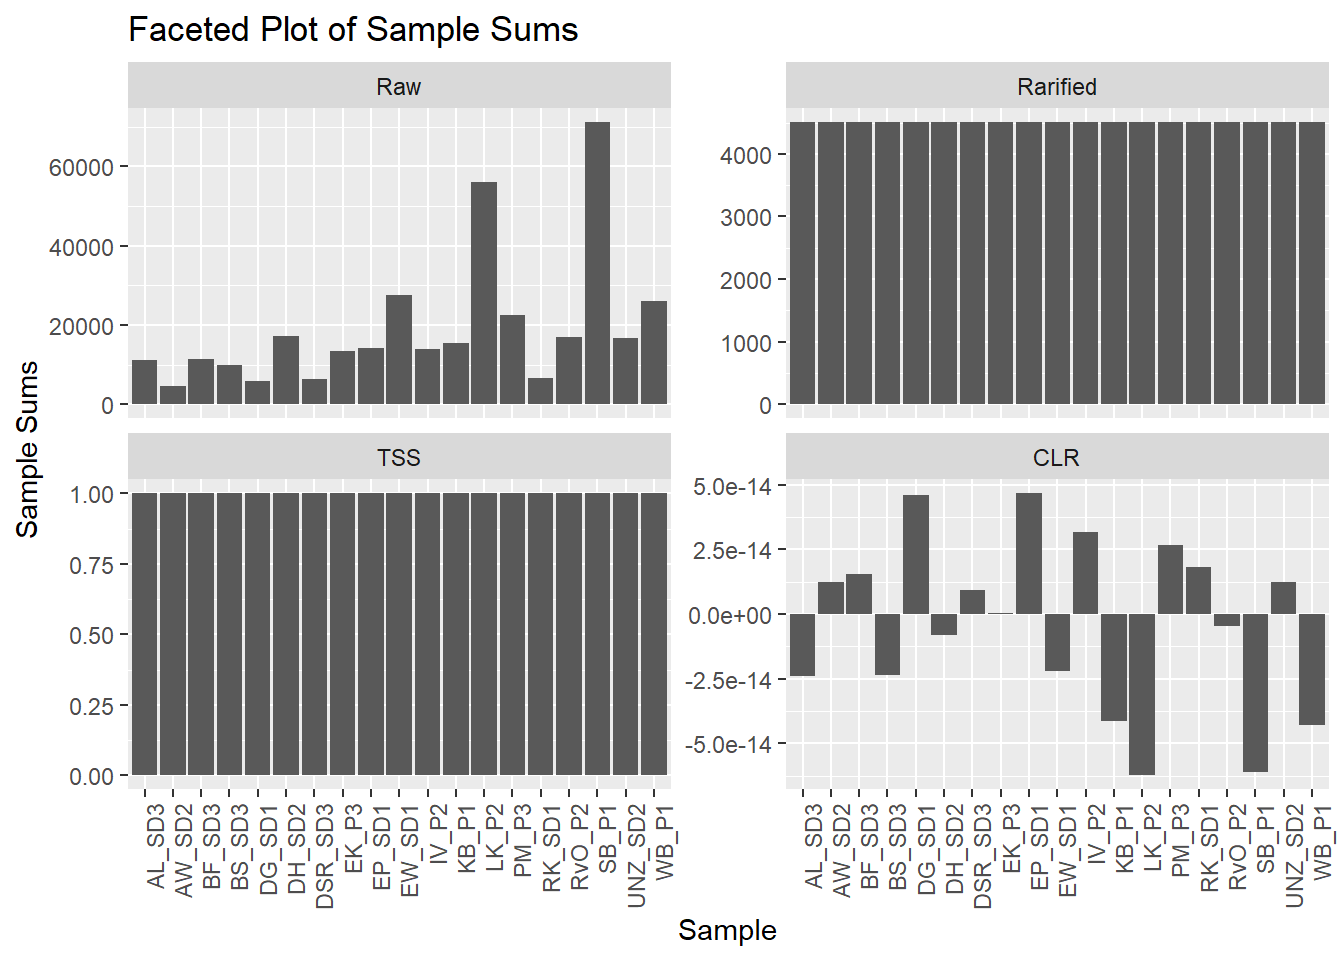 Faceted Plot of Sample Sums
Raw
Rarified
60000
40000
20000
0
4000
3000
2000
1000
0
TSS
CLR
1.00
0.75
0.50
0.25
0.00
5.0e-14
2.5e-14
0.0e+00
-2.5e-14
-5.0e-14
Sample Sums
AL_SD3
AW_SD2
BF_SD3
BS_SD3
DG_SD1
DH_SD2
DSR_SD3
EK_P3
EP_SD1
EW_SD1
IV_P2
KB_P1
LK_P2
PM_P3
RK_SD1
RvO_P2
SB_P1
UNZ_SD2
WB_P1
AL_SD3
AW_SD2
BF_SD3
BS_SD3
DG_SD1
DH_SD2
DSR_SD3
EK_P3
EP_SD1
EW_SD1
IV_P2
KB_P1
LK_P2
PM_P3
RK_SD1
RvO_P2
SB_P1
UNZ_SD2
WB_P1
Sample